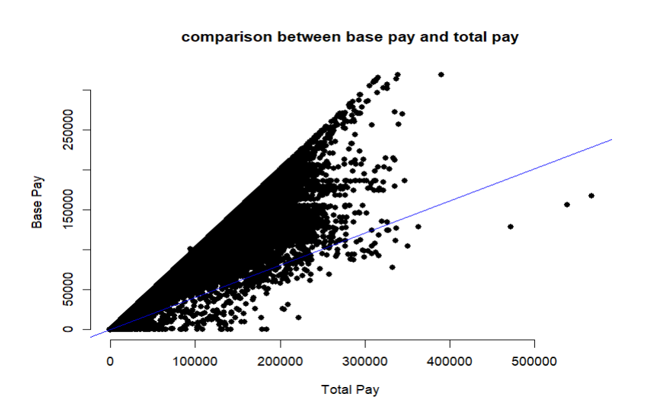 comparison between base pay and total pay
Base Pay
250000
150000
50000
0
0 100000 200000 300000 400000 500000
Total Pay